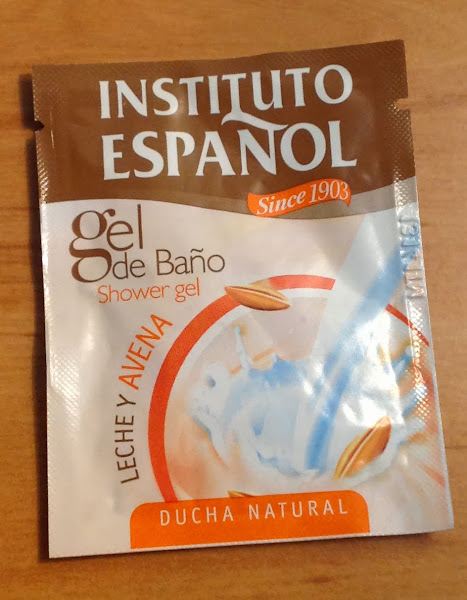 INSTITUTO
ESPAÑOL
Since 1903
gel
de Baño
Shower gel
LECHE Y AVENA
DUCHA NATURAL